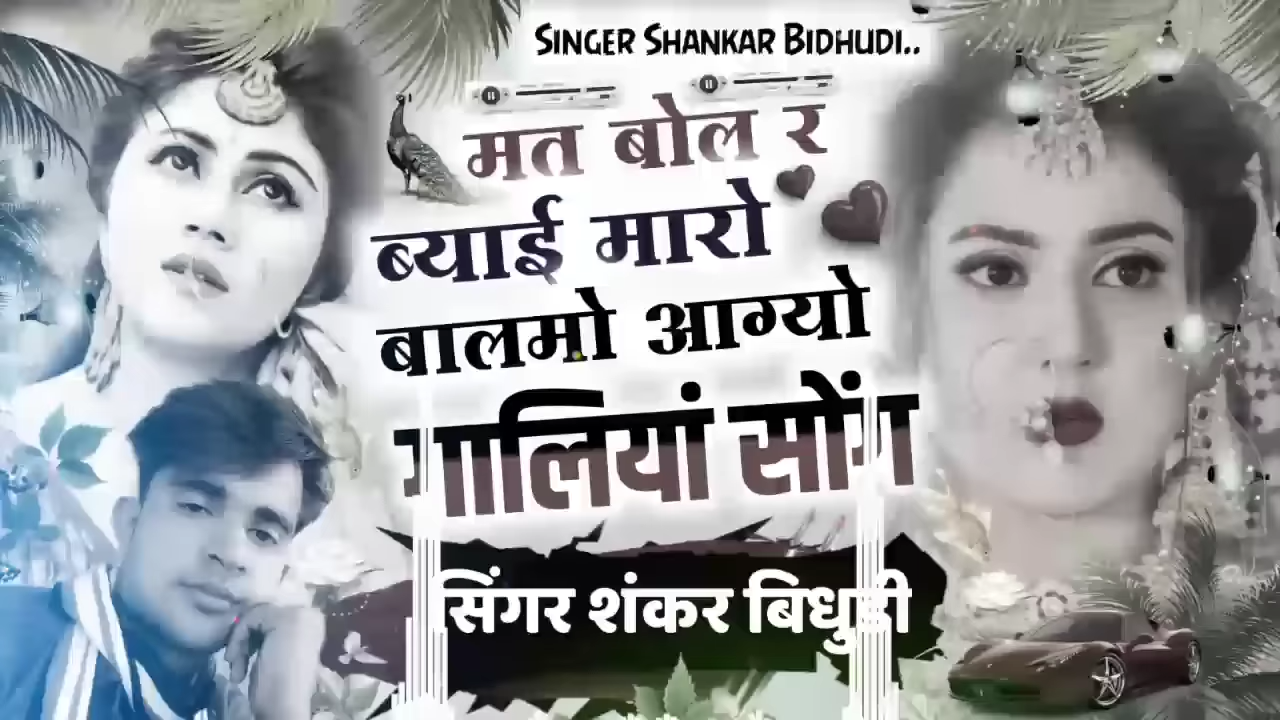 SINGER SHANKAR BIDHUDI..
मत बोल र
ब्याई मारो
बालमो आग्यो
गालियां सोंग
सिंगर शंकर बिधुडी